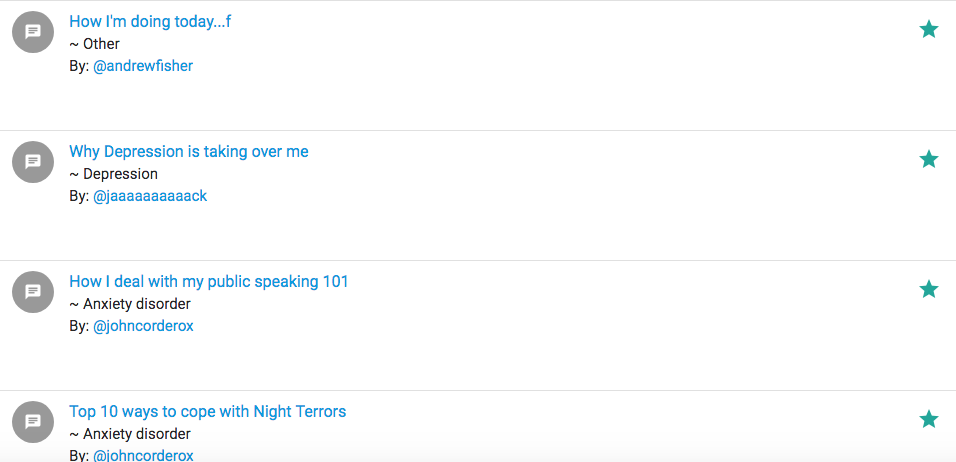 How I'm doing today...f
~ Other
By: @andrewfisher
Why Depression is taking over me
~ Depression
By: @jaaaaaaaaaack
How I deal with my public speaking 101
~ Anxiety disorder
By: @johncorderox
Top 10 ways to cope with Night Terrors
~ Anxiety disorder
By: @johncorderox